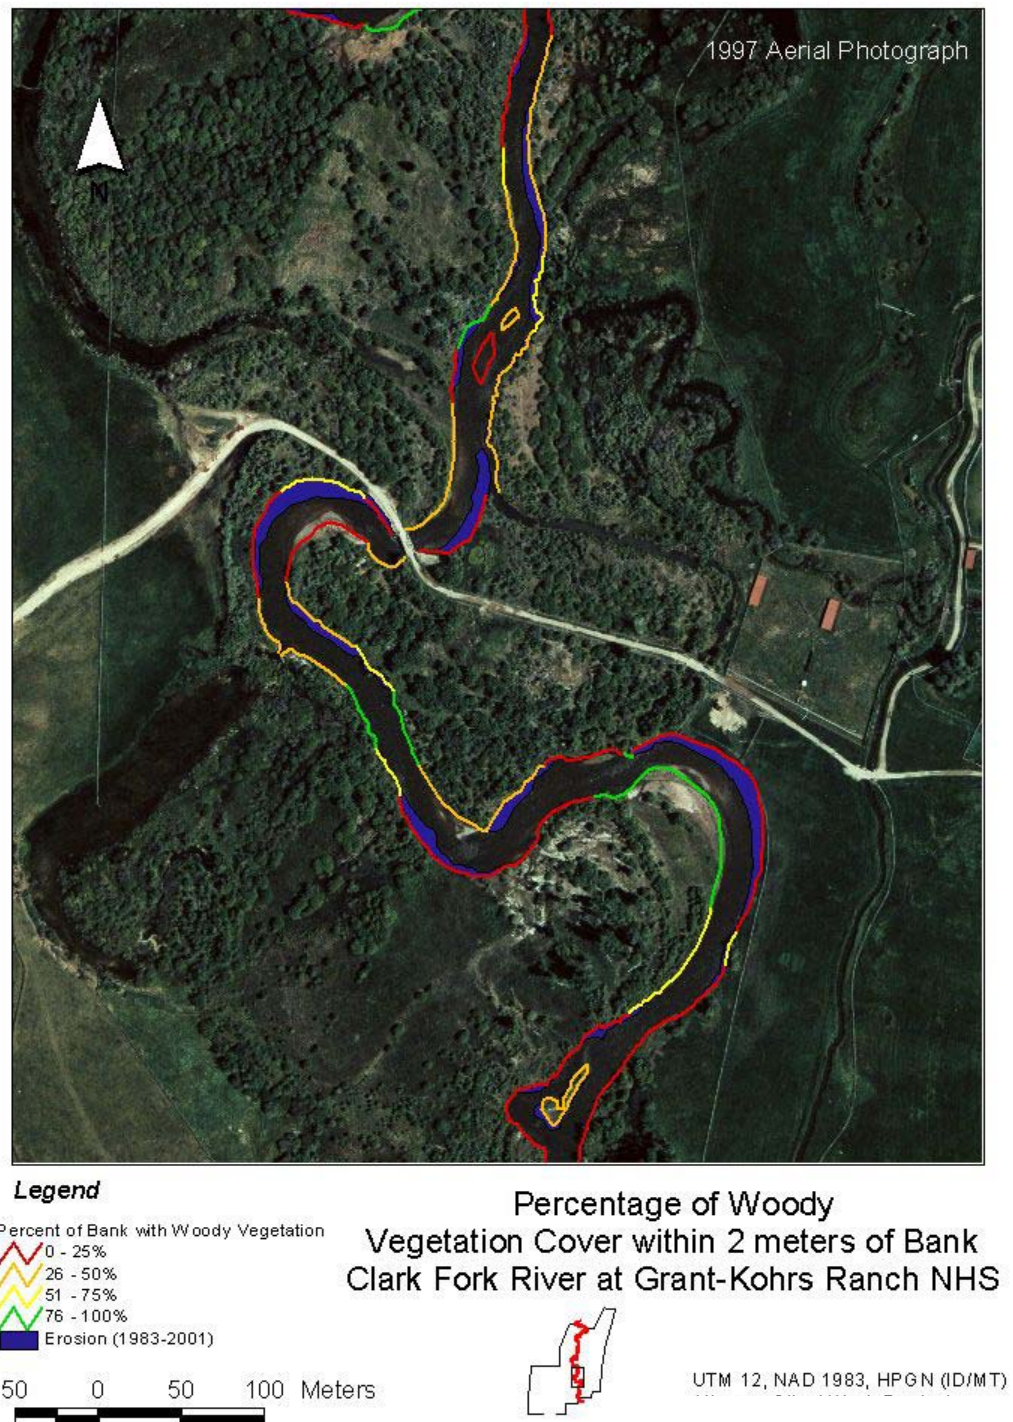 1997 Aerial Photograph
N
Legend
Percent of Bank with Woody Vegetation
0 - 25%
26 - 50%
51 - 75%
76 - 100%
Erosion (1983-2001)
50 0 50 100 Meters
Percentage of Woody
Vegetation Cover within 2 meters of Bank
Clark Fork River at Grant-Kohrs Ranch NHS
UTM 12, NAD 1983, HPGN (ID/MT)